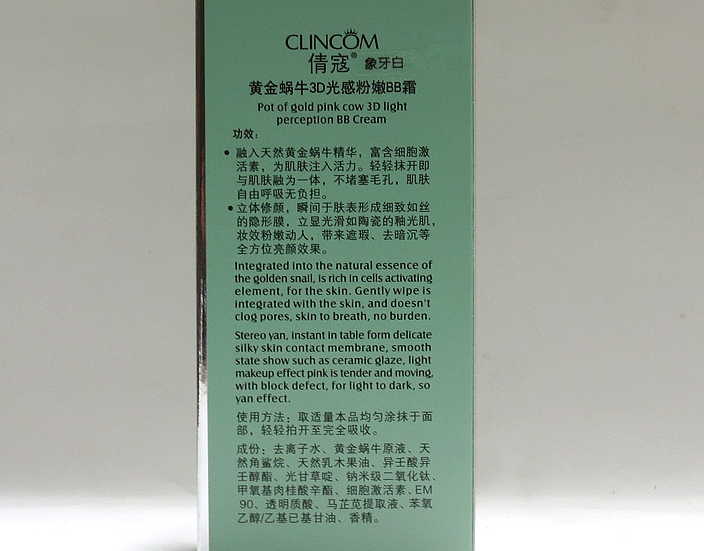 CLINCOM
倩寇® 象牙白
黄金蜗牛3D光感粉嫩BB霜
Pot of gold pink cow 3D light
perception BB Cream
功效：
• 融入天然黄金蜗牛精华，富含细胞激
活素，为肌肤注入活力。轻轻抹开即
与肌肤融为一体，不堵塞毛孔，肌肤
自由呼吸无负担。
• 立体修颜，瞬间于肤表形成细致如丝
的隐形膜，立显光滑如陶瓷的釉光肌，
妆效粉嫩动人，带来遮瑕、去暗沉等
全方位亮颜效果。
Integrated into the natural essence of
the golden snail, is rich in cells activating
element, for the skin. Gently wipe is
integrated with the skin, and doesn't
clog pores, skin to breath, no burden.
Stereo yan, instant in table form delicate
silky skin contact membrane, smooth
state show such as ceramic glaze, light
makeup effect pink is tender and moving,
with block defect, for light to dark, so
yan effect.
使用方法：取适量本品均匀涂抹于面
部，轻轻拍开至完全吸收。
成份：去离子水、黄金蜗牛原液、天
然角鲨烷、天然乳木果油、异壬酸异
壬醇酯、光甘草啶、钠米级二氧化钛、
甲氧基肉桂酸辛酯、细胞激活素、EM
90、透明质酸、马芷苋提取液、苯氧
乙醇/乙基已基甘油、香精。